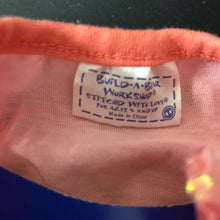 BUILD-A-BEAR
WORKSHOP®
STITCHED WITH LOVE®
FOR AGES 3 AND UP
Made in China